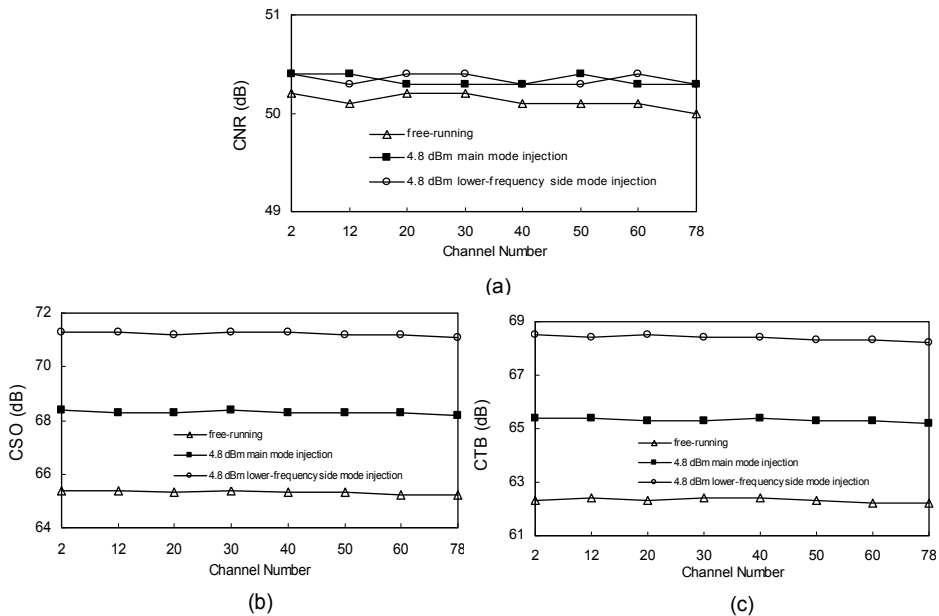 51
50
49
CNR (dB)
free-running
4.8 dBm main mode injection
4.8 dBm lower-frequency side mode injection
2 12 20 30 40 50 60 78
Channel Number
(a)
72
70
68
66
64
CSO (dB)
free-running
4.8 dBm main mode injection
4.8 dBm lower-frequency side mode injection
2 12 20 30 40 50 60 78
Channel Number
(b)
69
67
65
63
61
CTB (dB)
free-running
4.8 dBm main mode injection
4.8 dBm lower-frequency side mode injection
2 12 20 30 40 50 60 78
Channel Number
(c)